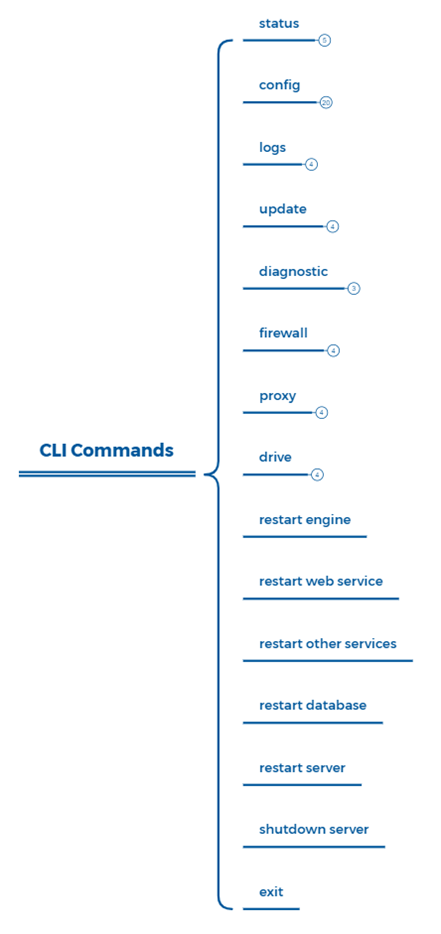 status
5
config
20
logs
4
update
4
diagnostic
3
firewall
4
proxy
4
CLI Commands
drive
4
restart engine
restart web service
restart other services
restart database
restart server
shutdown server
exit